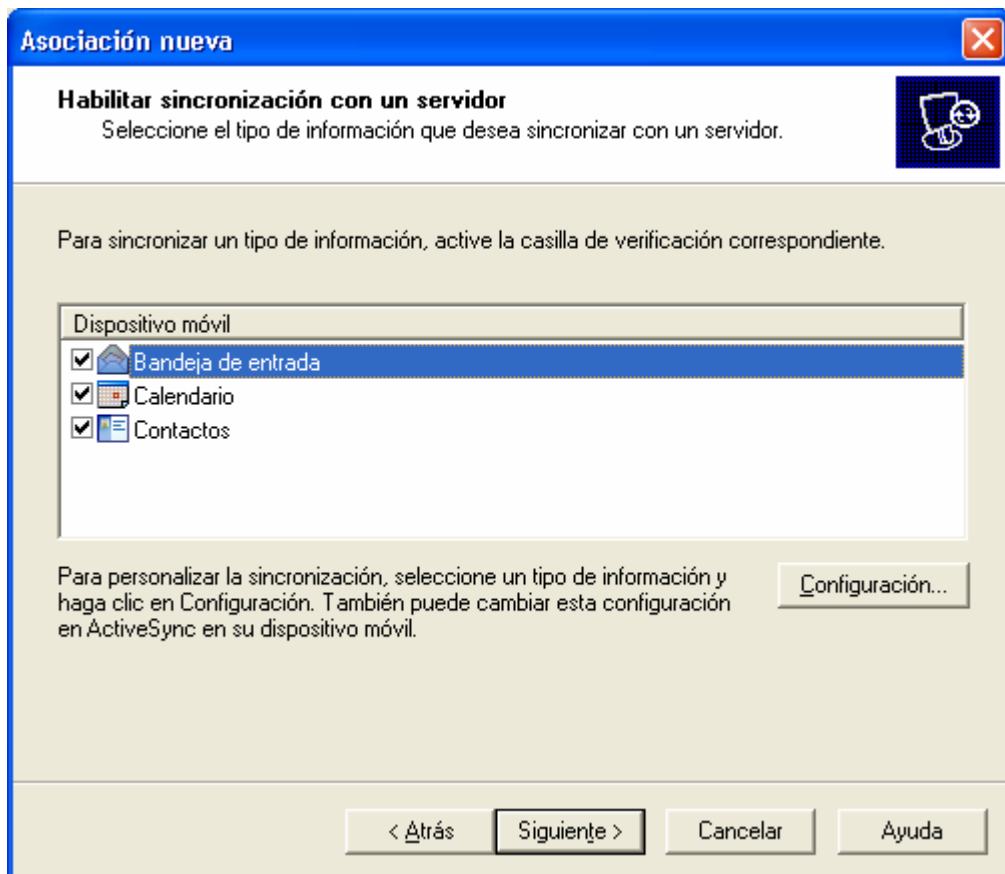 Asociación nueva
Habilitar sincronización con un servidor
Seleccione el tipo de información que desea sincronizar con un servidor.
Para sincronizar un tipo de información, active la casilla de verificación correspondiente.
Dispositivo móvil
Bandeja de entrada
Calendario
Contactos
Para personalizar la sincronización, seleccione un tipo de información y
haga clic en Configuración. También puede cambiar esta configuración
en ActiveSync en su dispositivo móvil.
Configuración...
< Atrás
Siguiente >
Cancelar
Ayuda